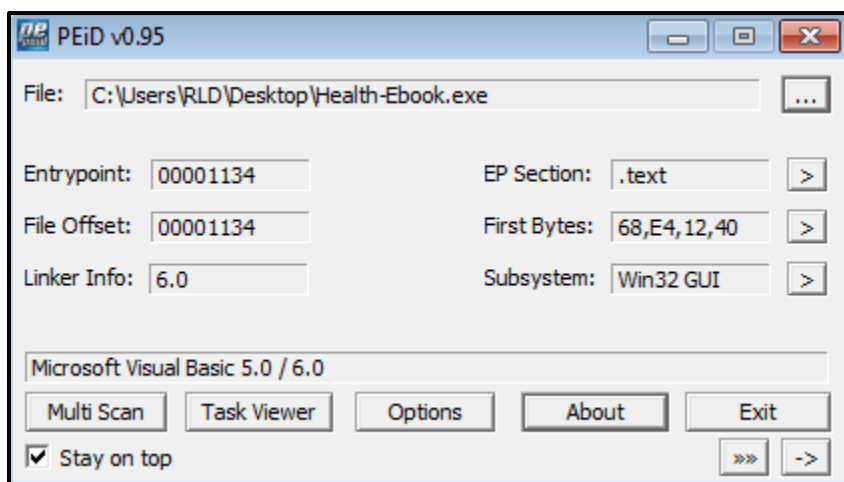 PEiD v0.95
File: C:\Users\RLD\Desktop\Health-Ebook.exe ...
Entrypoint: 00001134 EP Section: .text >
File Offset: 00001134 First Bytes: 68,E4,12,40 >
Linker Info: 6.0 Subsystem: Win32 GUI >
Microsoft Visual Basic 5.0 / 6.0
Multi Scan Task Viewer Options About Exit
Stay on top »» ->